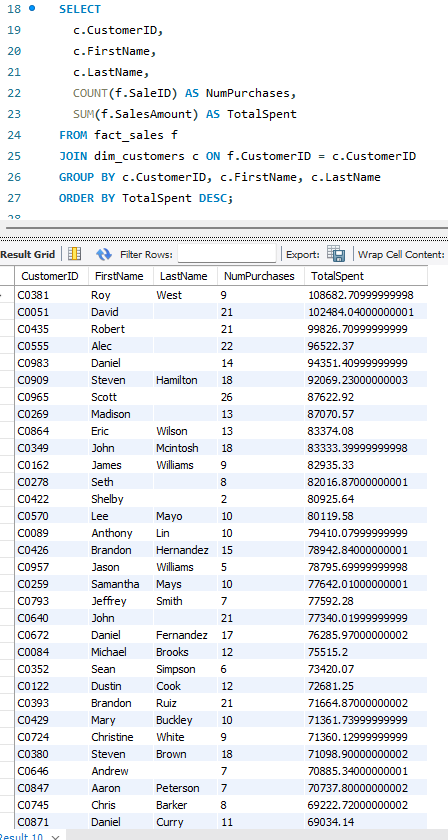 18 SELECT
19 c.CustomerID,
20 c.FirstName,
21 c.LastName,
22 COUNT(f.SaleID) AS NumPurchases,
23 SUM(f.SalesAmount) AS TotalSpent
24 FROM fact_sales f
25 JOIN dim_customers c ON f.CustomerID = c.CustomerID
26 GROUP BY c.CustomerID, c.FirstName, c.LastName
27 ORDER BY TotalSpent DESC;
28
Result Grid Filter Rows: Export: Wrap Cell Content:
CustomerID FirstName LastName NumPurchases TotalSpent
C0381 Roy West 9 108682.70999999998
C0051 David 21 102484.04000000001
C0435 Robert 21 99826.70999999999
C0555 Alec 22 96522.37
C0983 Daniel 14 94351.40999999999
C0909 Steven Hamilton 18 92069.23000000003
C0965 Scott 26 87622.92
C0269 Madison 13 87070.57
C0864 Eric Wilson 13 83374.08
C0349 John Mcintosh 18 83333.39999999998
C0162 James Williams 9 82935.33
C0278 Seth 8 82016.87000000001
C0422 Shelby 2 80925.64
C0570 Lee Mayo 10 80119.58
C0089 Anthony Lin 10 79410.07999999999
C0426 Brandon Hernandez 15 78942.84000000001
C0957 Jason Williams 5 78795.69999999998
C0259 Samantha Mays 10 77642.01000000001
C0793 Jeffrey Smith 7 77592.28
C0640 John 21 77340.01999999999
C0672 Daniel Fernandez 17 76285.97000000002
C0084 Michael Brooks 12 75515.2
C0352 Sean Simpson 6 73420.07
C0122 Dustin Cook 12 72681.25
C0393 Brandon Ruiz 21 71664.87000000002
C0429 Mary Buckley 10 71361.73999999999
C0724 Christine White 9 71360.12999999999
C0380 Steven Brown 18 71098.90000000002
C0646 Andrew 7 70885.34000000001
C0847 Aaron Peterson 7 70737.80000000002
C0745 Chris Barker 8 69222.72000000002
C0871 Daniel Curry 11 69034.14
Result 10